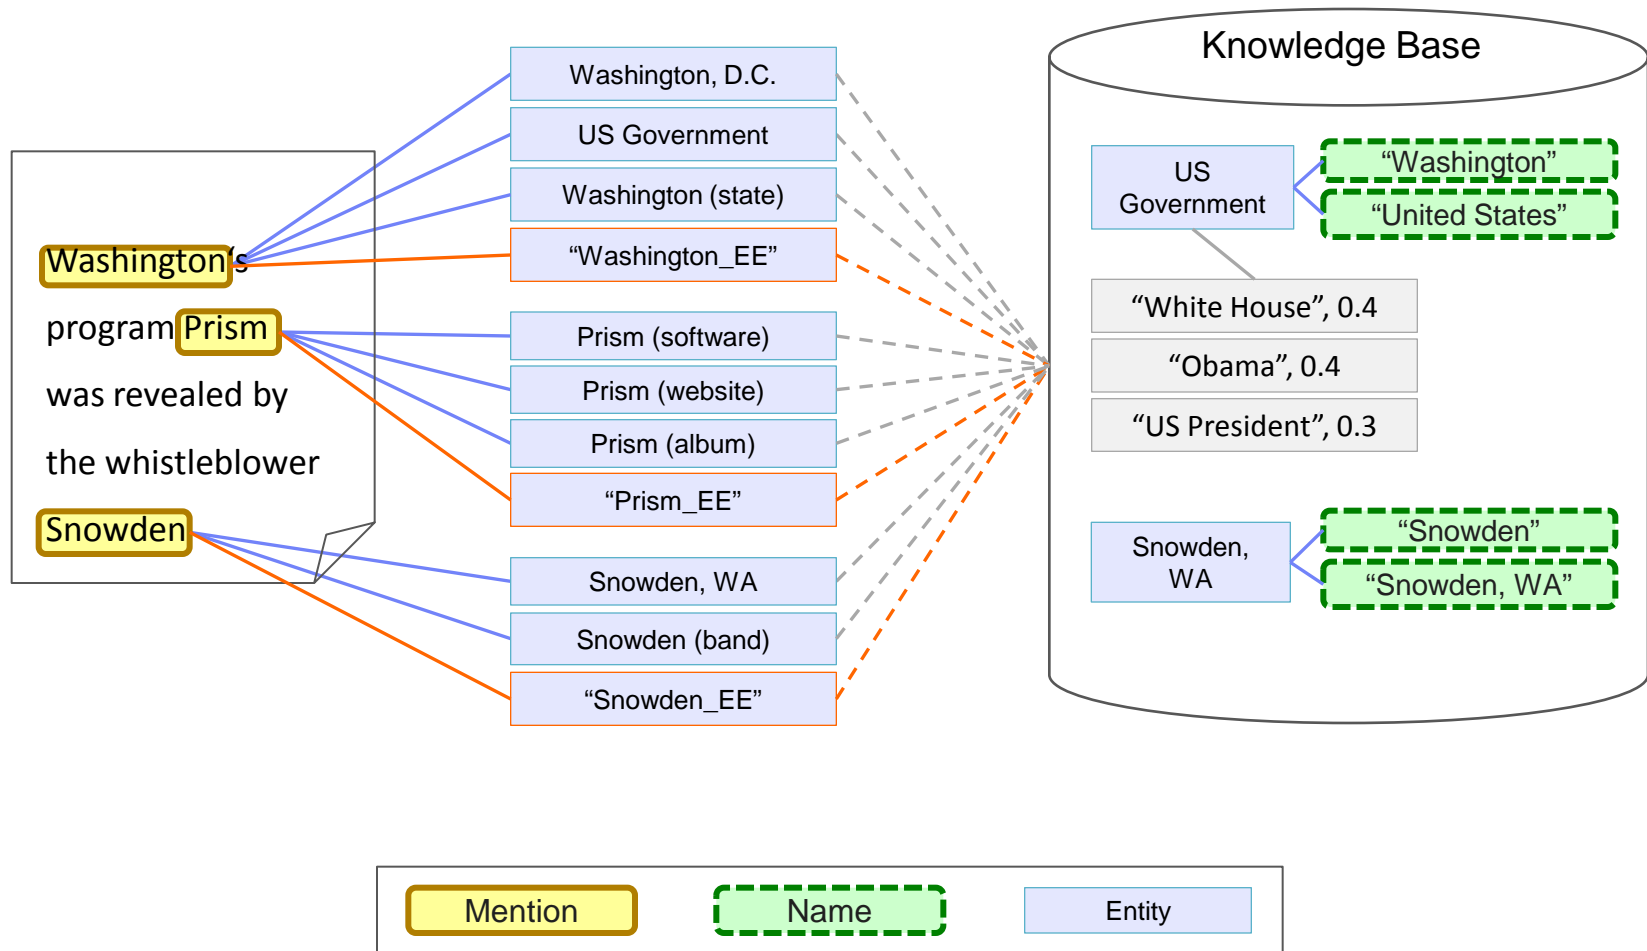 Washington's
program Prism
was revealed by
the whistleblower
Snowden
Washington, D.C.
US Government
Washington (state)
“Washington_EE”
Prism (software)
Prism (website)
Prism (album)
“Prism_EE”
Snowden, WA
Snowden (band)
“Snowden_EE”
Knowledge Base
US
Government
“Washington”
“United States”
“White House”, 0.4
“Obama”, 0.4
“US President”, 0.3
Snowden,
WA
“Snowden”
“Snowden, WA”
Mention
Name
Entity